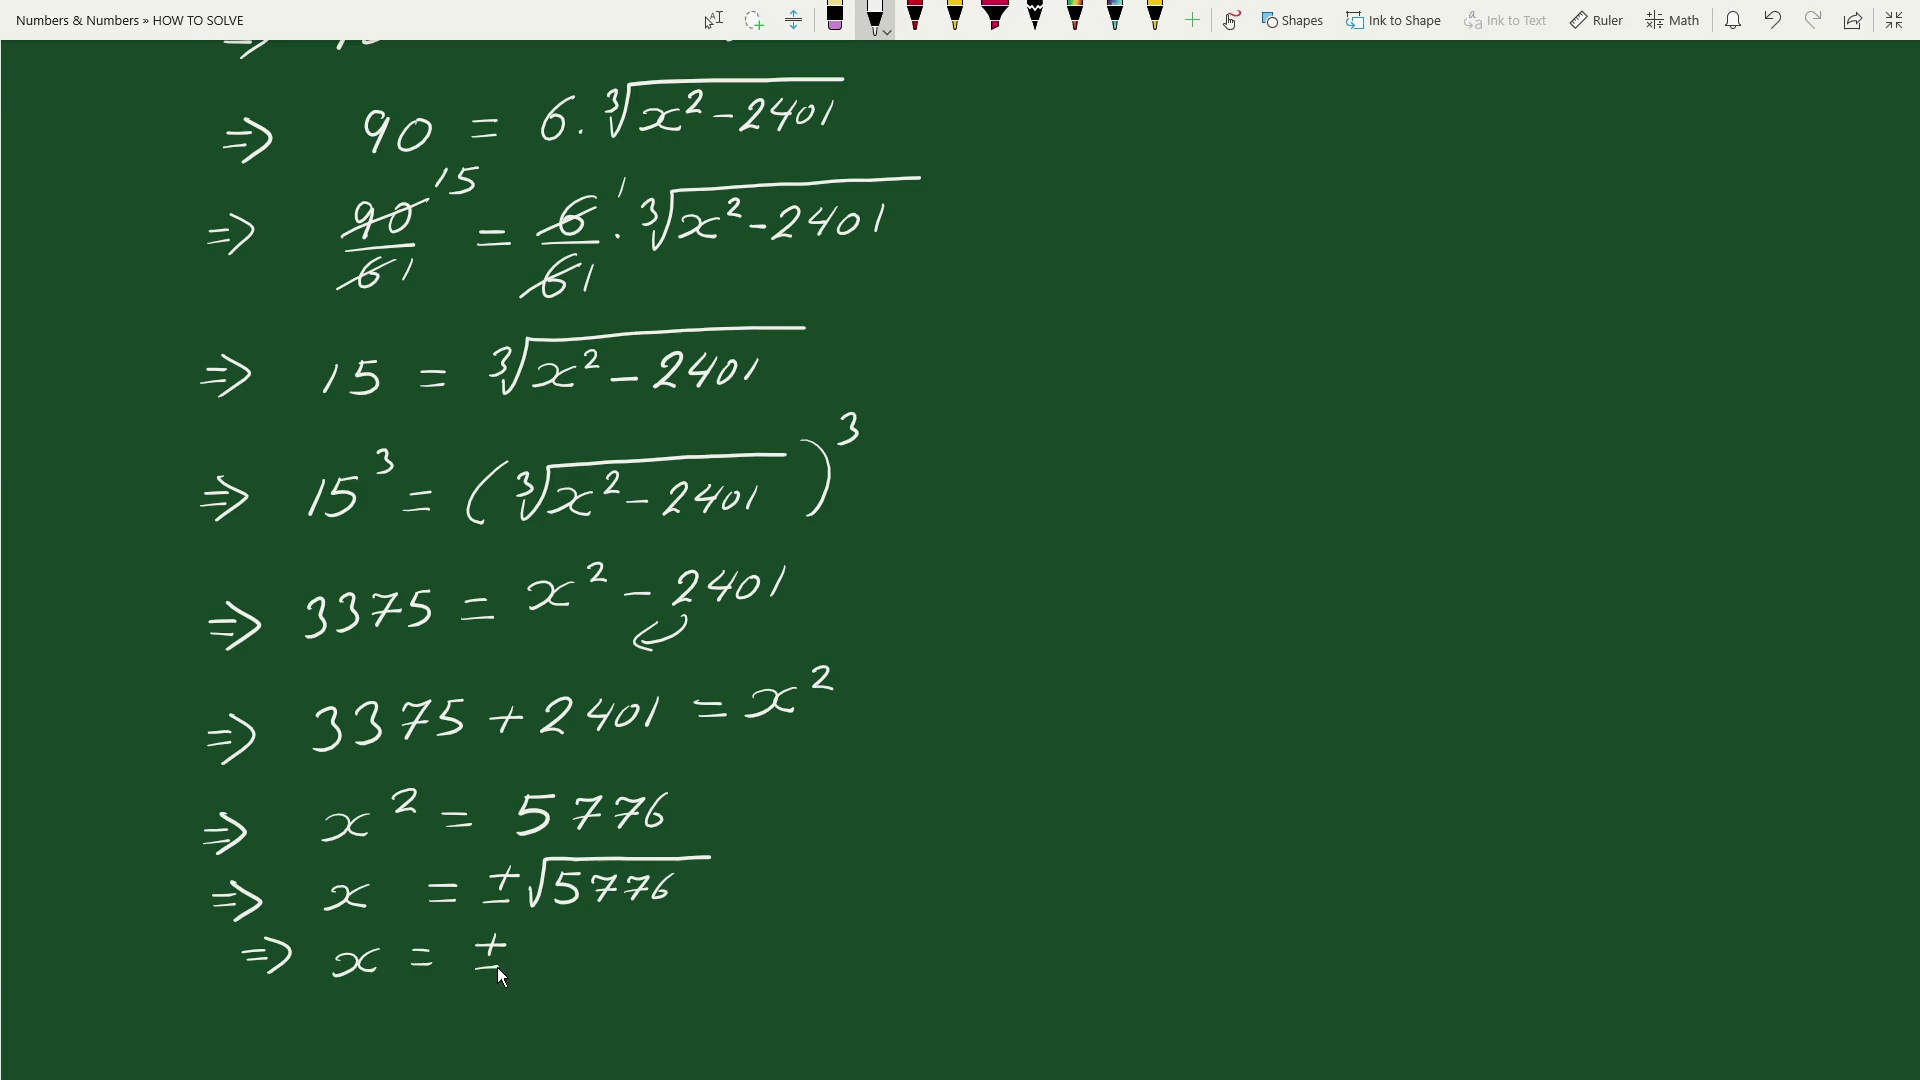 Numbers & Numbers » HOW TO SOLVE
Shapes Ink to Shape Ink to Text Ruler Math
⇒ 90 = 6.∛(x² - 2401)
⇒ 90/6 15 1 = 6/6 1 1 . ∛(x² - 2401)
⇒ 15 = ∛(x² - 2401)
⇒ 15³ = (∛(x² - 2401))³
⇒ 3375 = x² - 2401
⇒ 3375 + 2401 = x²
⇒ x² = 5776
⇒ x = ±√5776
⇒ x = ±